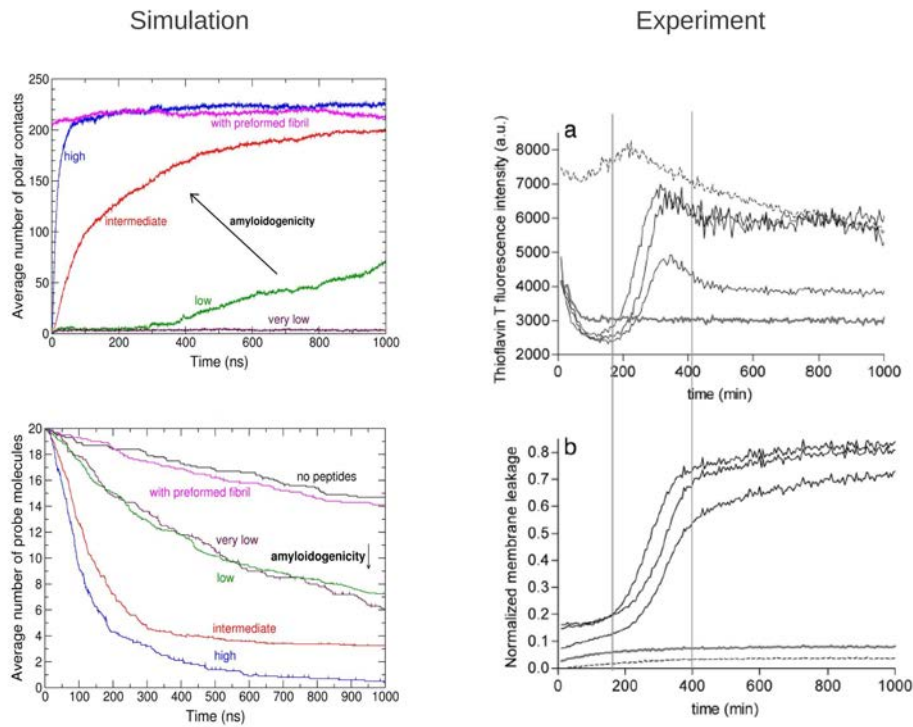 Simulation
Experiment
250
200
150
100
50
0
Average number of polar contacts
with preformed fibril
high
intermediate
amyloidogenicity
low
very low
0 200 400 600 800 1000
Time (ns)
a
8000
7000
6000
5000
4000
3000
2000
Thioflavin T fluorescence intensity (a.u.)
0 200 400 600 800 1000
time (min)
20
18
16
14
12
10
8
6
4
2
0
Average number of probe molecules
no peptides
with preformed fibril
very low
amyloidogenicity
low
intermediate
high
0 100 200 300 400 500 600 700 800 900 1000
Time (ns)
b
0.8
0.7
0.6
0.5
0.4
0.3
0.2
0.1
0.0
Normalized membrane leakage
0 200 400 600 800 1000
time (min)